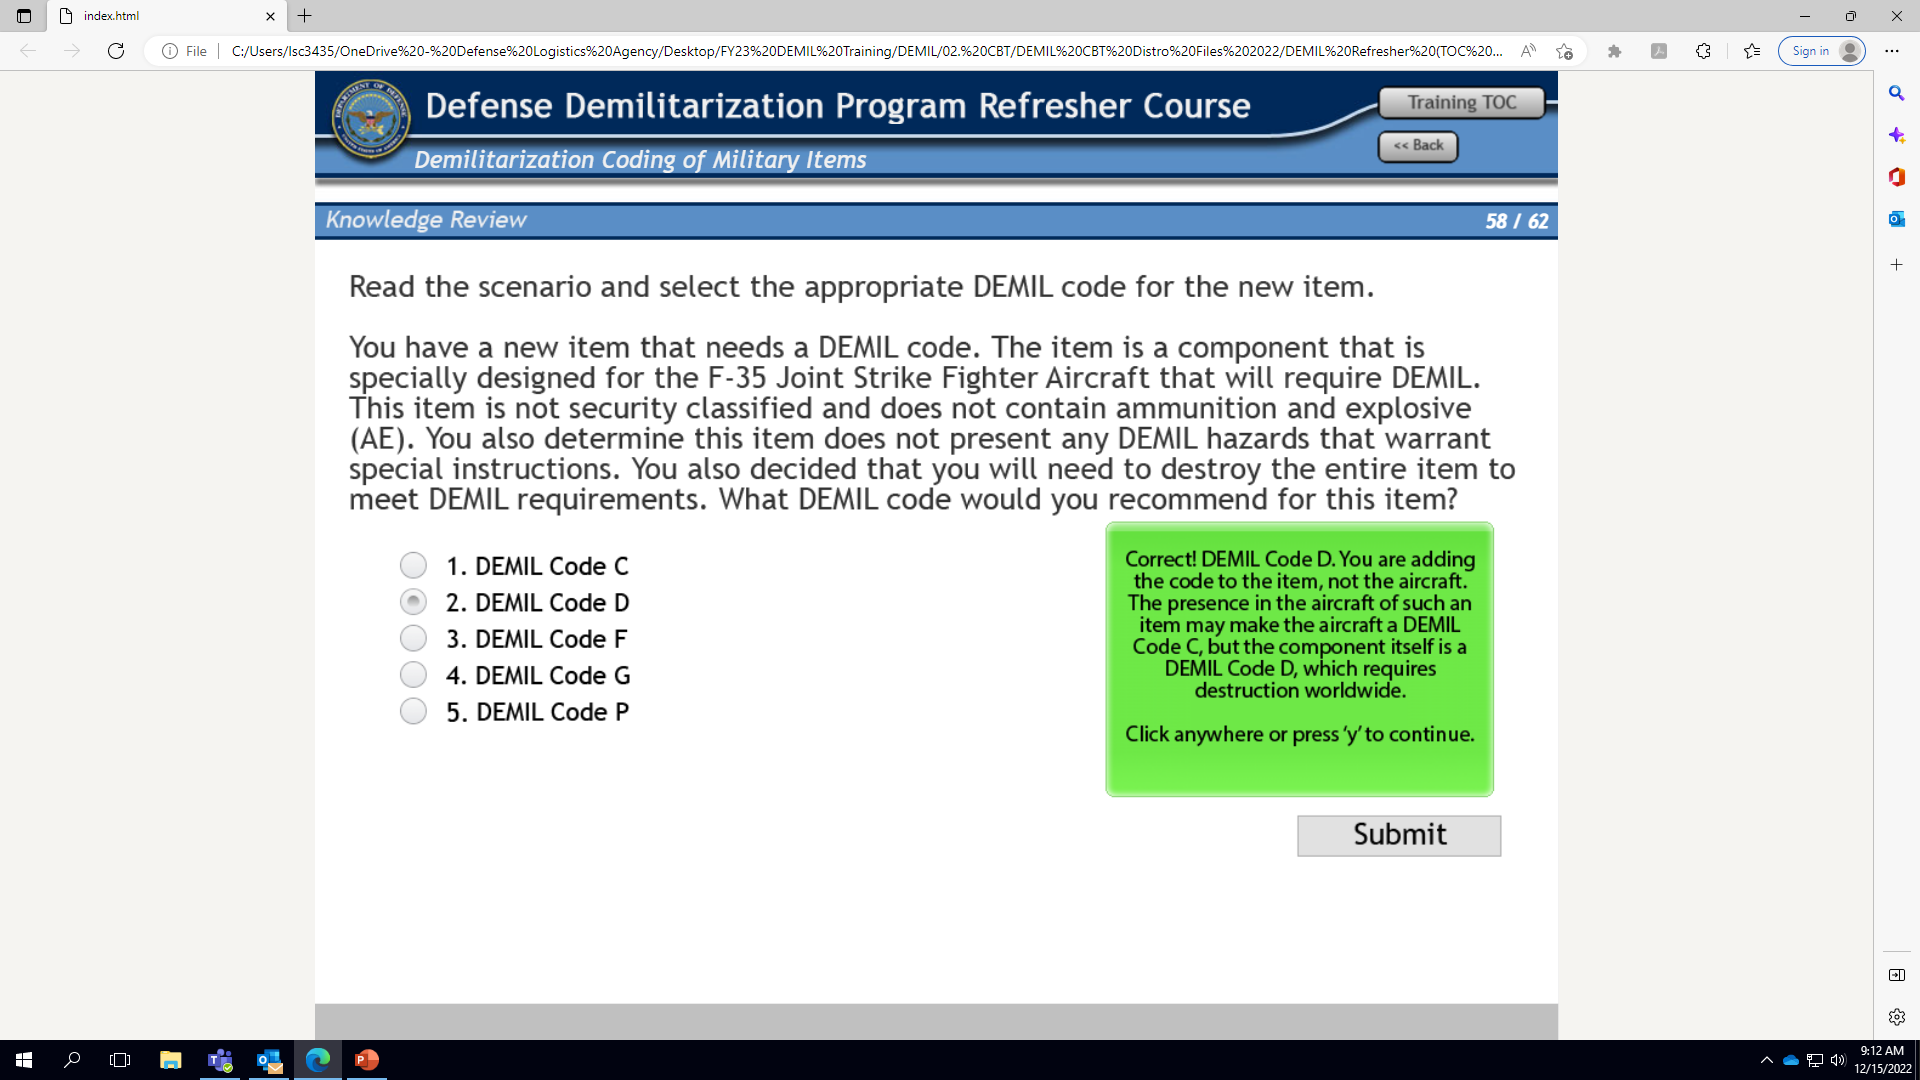 index.html
File
C:/Users/lsc3435/OneDrive%20-%20Defense%20Logistics%20Agency/Desktop/FY23%20DEMIL%20Training/DEMIL/02.%20CBT/DEMIL%20CBT%20Distro%20Files%202022/DEMIL%20Refresher%20(TOC%20...
Sign in
Defense Demilitarization Program Refresher Course
Training TOC
<< Back
Demilitarization Coding of Military Items
Knowledge Review
58 / 62
Read the scenario and select the appropriate DEMIL code for the new item.
You have a new item that needs a DEMIL code. The item is a component that is
specially designed for the F-35 Joint Strike Fighter Aircraft that will require DEMIL.
This item is not security classified and does not contain ammunition and explosive
(AE). You also determine this item does not present any DEMIL hazards that warrant
special instructions. You also decided that you will need to destroy the entire item to
meet DEMIL requirements. What DEMIL code would you recommend for this item?
1. DEMIL Code C
2. DEMIL Code D
3. DEMIL Code F
4. DEMIL Code G
5. DEMIL Code P
Correct! DEMIL Code D. You are adding
the code to the item, not the aircraft.
The presence in the aircraft of such an
item may make the aircraft a DEMIL
Code C, but the component itself is a
DEMIL Code D, which requires
destruction worldwide.
Click anywhere or press 'y' to continue.
Submit
9:12 AM
12/15/2022